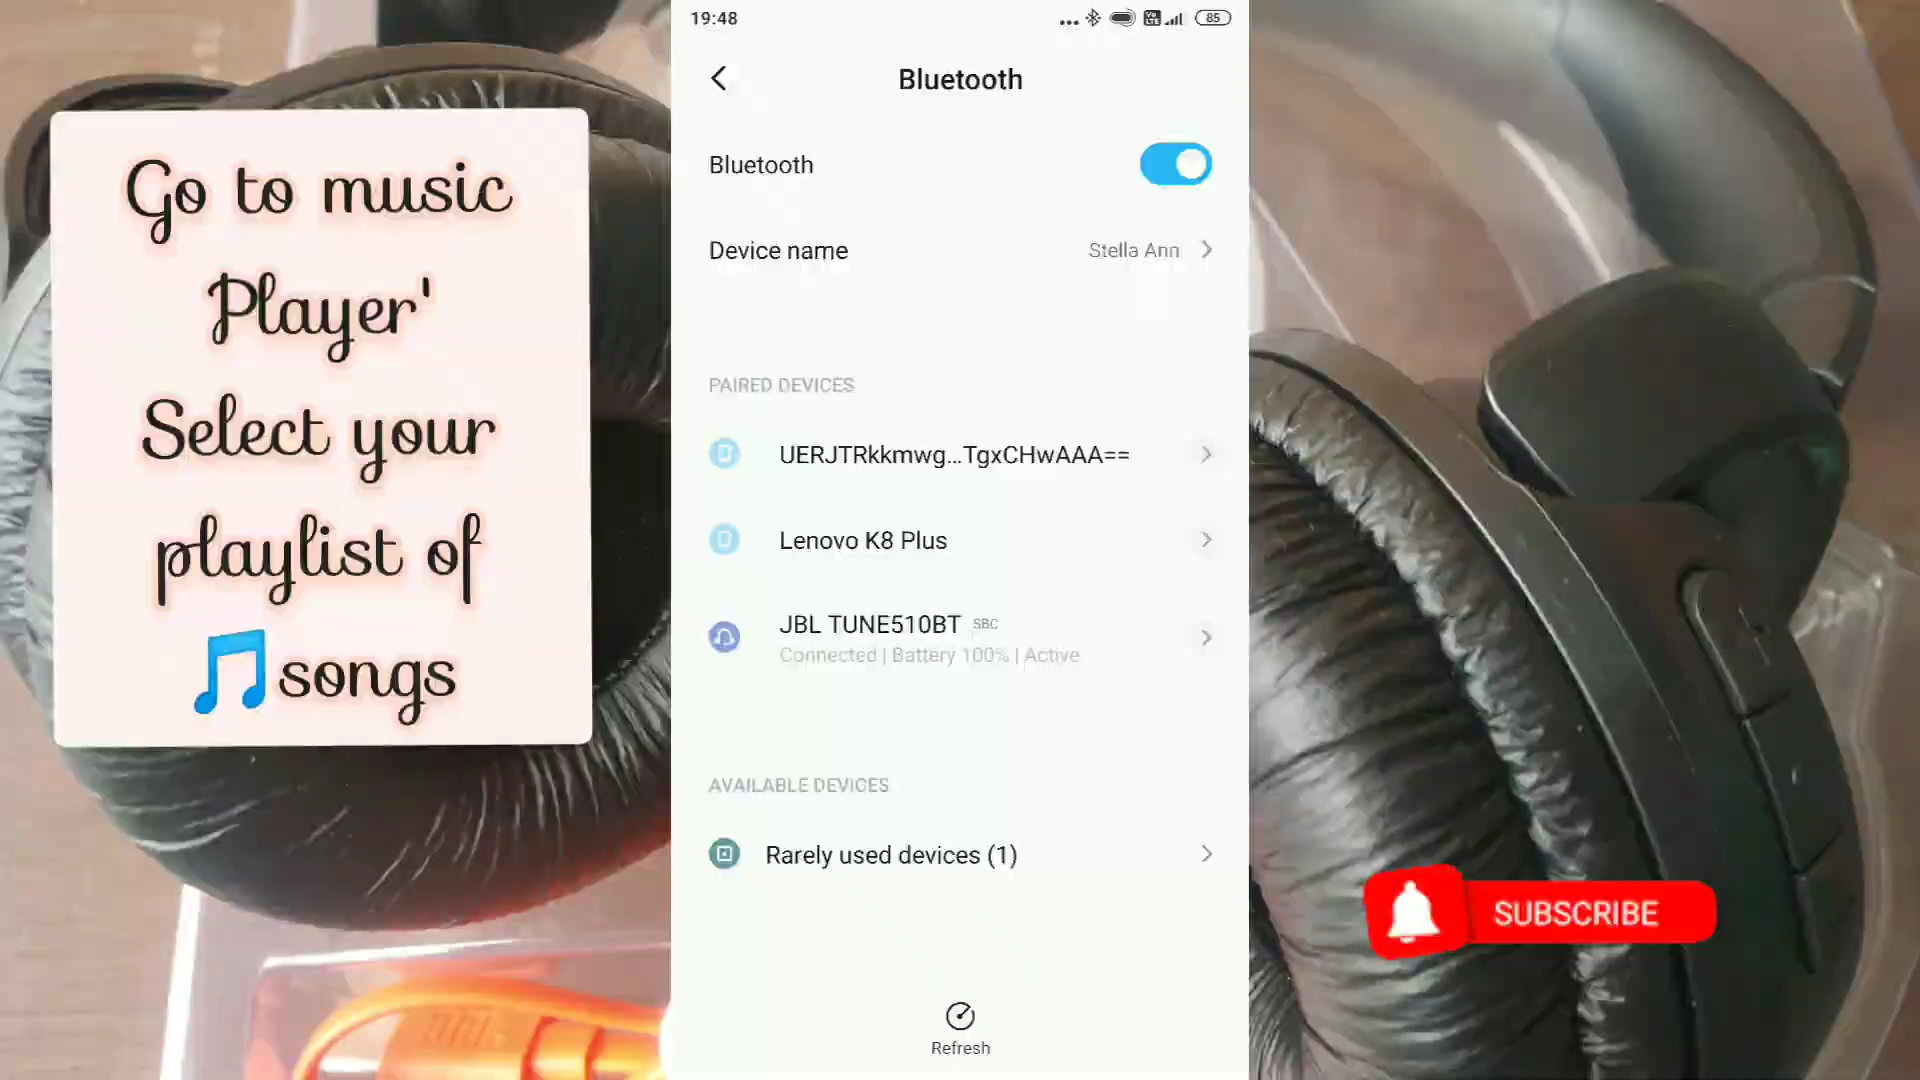 Go to music
Player'
Select your
playlist of
🎵songs
19:48
85
Bluetooth
Bluetooth
Device name
Stella Ann
PAIRED DEVICES
UERJTRkkmwg...TgxCHwAAA==
Lenovo K8 Plus
JBL TUNE510BT SBC
Connected | Battery 100% | Active
AVAILABLE DEVICES
Rarely used devices (1)
Refresh
SUBSCRIBE